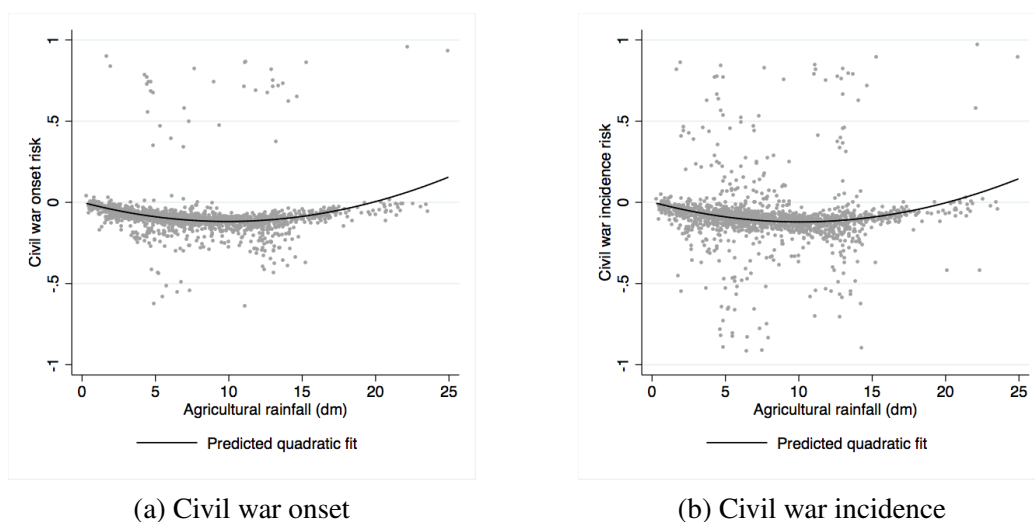 Civil war onset risk
1
.5
0
-.5
-1
0 5 10 15 20 25
Agricultural rainfall (dm)
Predicted quadratic fit
(a) Civil war onset
Civil war incidence risk
1
.5
0
-.5
-1
0 5 10 15 20 25
Agricultural rainfall (dm)
Predicted quadratic fit
(b) Civil war incidence